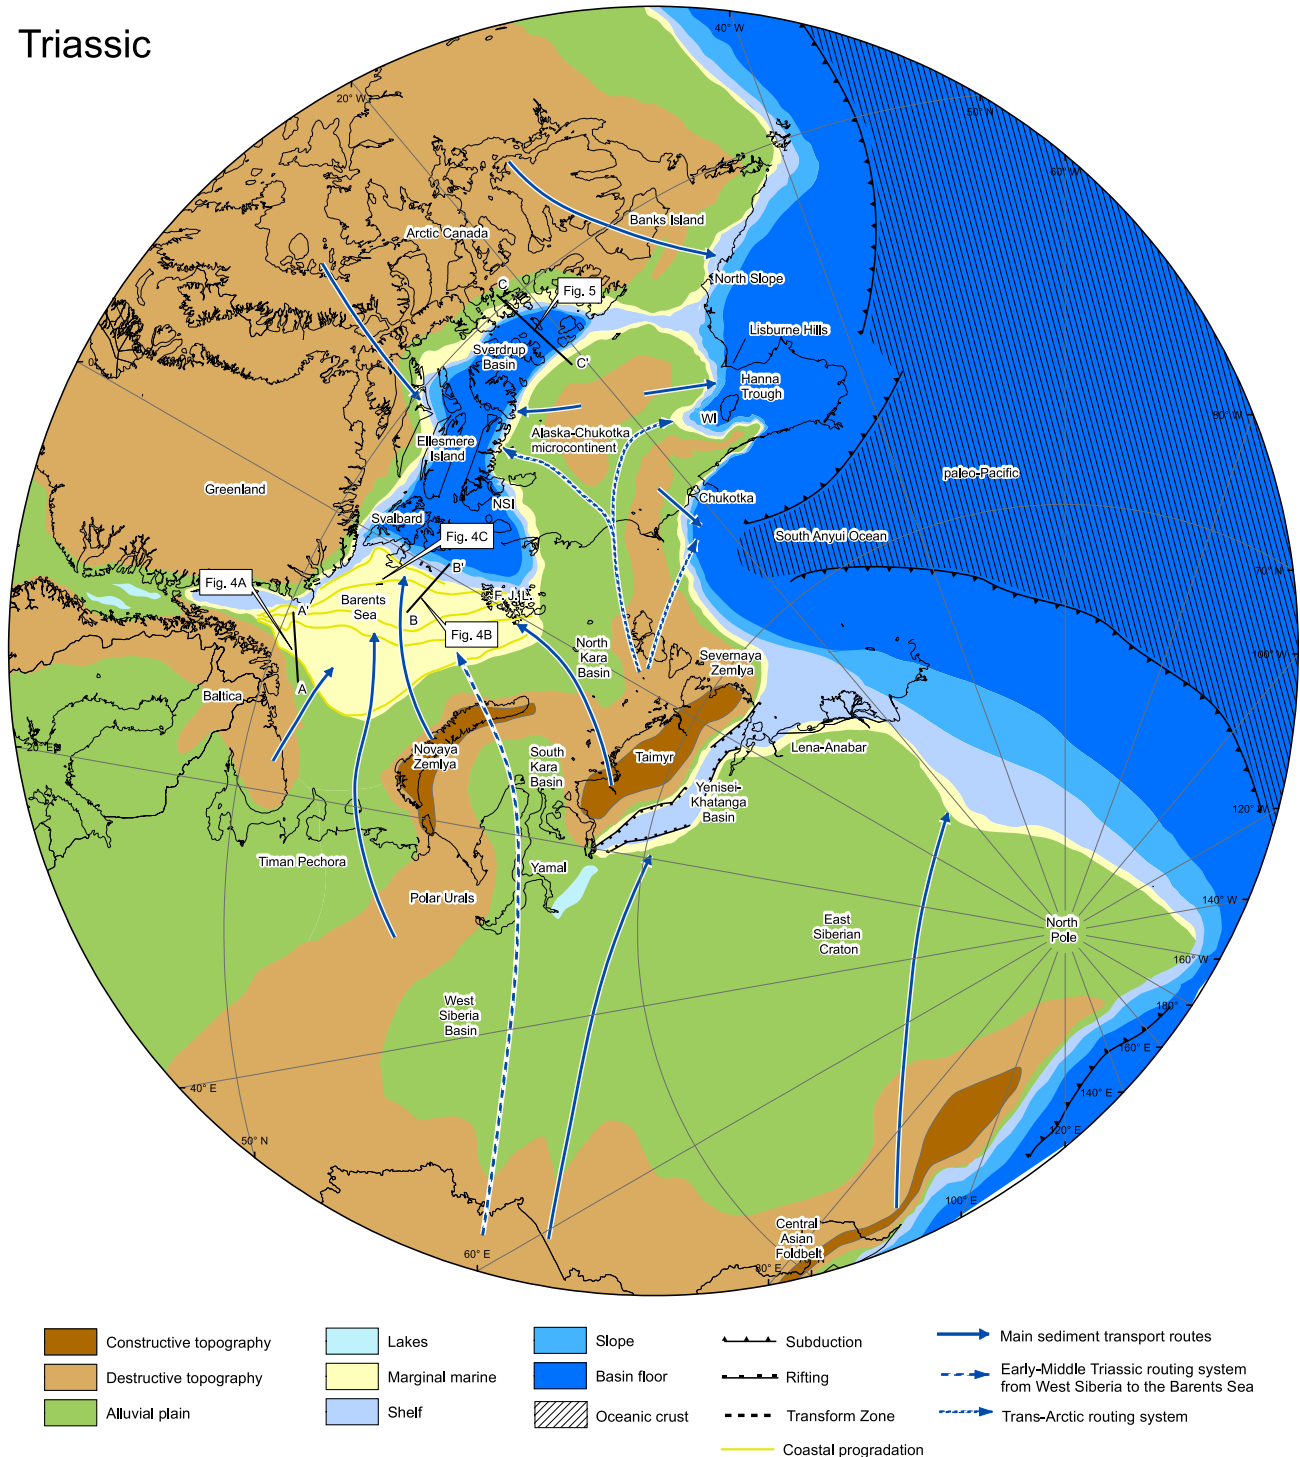 Triassic
40° W
20° W
50° N
60° W
0°
Banks Island
Arctic Canada
North Slope
C
Fig. 5
Lisburne Hills
Sverdrup
Basin
C'
Hanna
Trough
80° W
WI
Alaska-Chukotka
microcontinent
Ellesmere
Island
paleo-Pacific
Greenland
NSI
Chukotka
Svalbard
Fig. 4C
South Anyui Ocean
B'
70° N
Fig. 4A
F. J. L.
A'
Barents
Sea
B
Fig. 4B
North
Kara
Basin
100° W
Severnaya
Zemlya
A
Baltica
20° E
Novaya
Zemlya
South
Kara
Basin
Taimyr
Lena-Anabar
Yenisei-
Khatanga
Basin
120° W
Timan Pechora
Yamal
Polar Urals
140° W
East
Siberian
Craton
North
Pole
160° W
West
Siberia
Basin
180°
160° E
40° E
140° E
120° E
50° N
100° E
Central
Asian
Foldbelt
60° E
80° E
Constructive topography
Destructive topography
Alluvial plain
Lakes
Marginal marine
Shelf
Slope
Basin floor
Oceanic crust
Subduction
Rifting
Transform Zone
Coastal progradation
Main sediment transport routes
Early-Middle Triassic routing system
from West Siberia to the Barents Sea
Trans-Arctic routing system